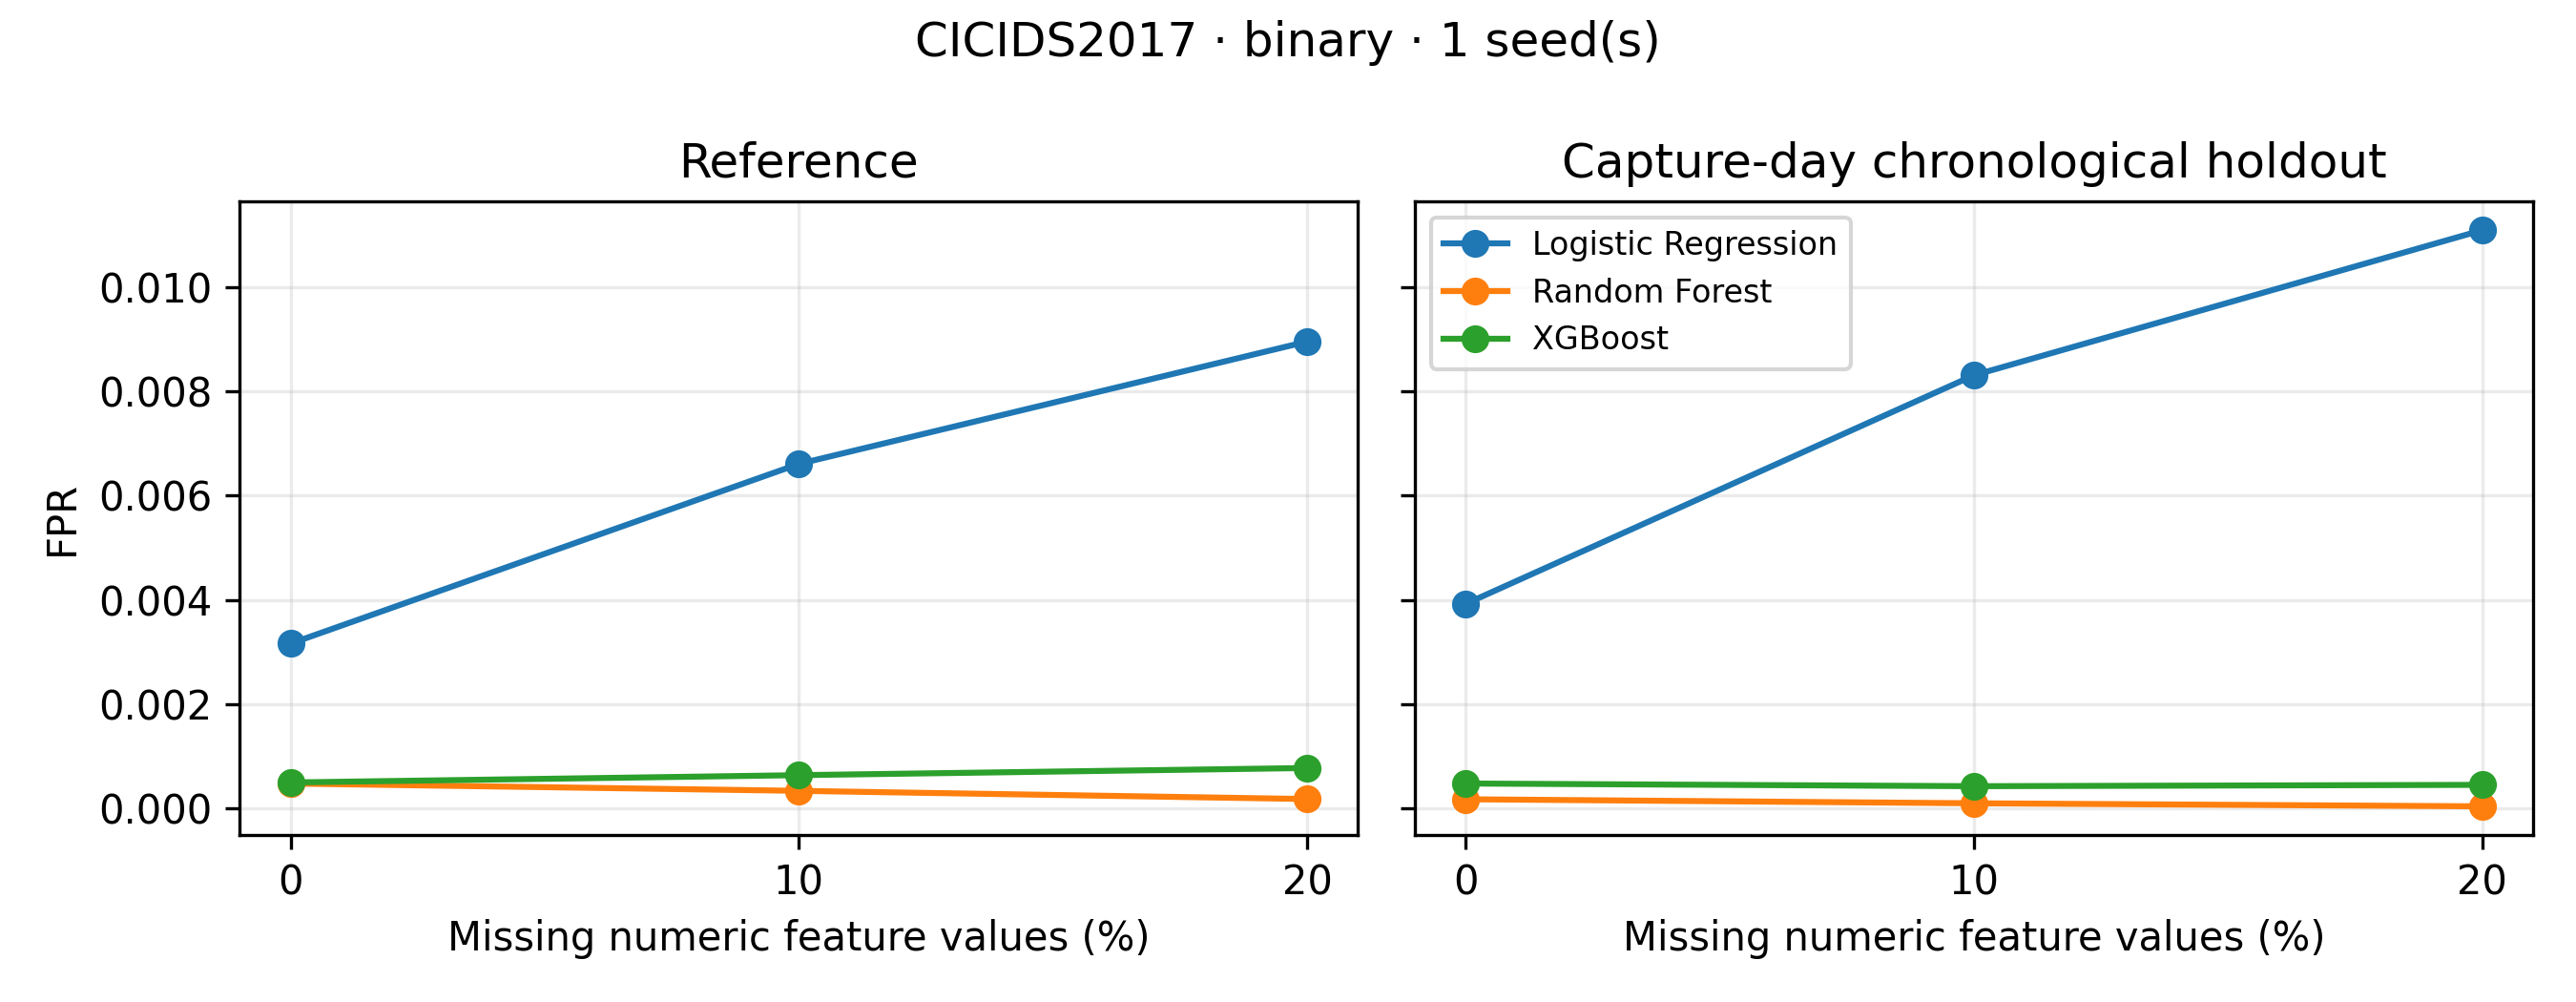 CICIDS2017 · binary · 1 seed(s)
Reference
FPR
0.010
0.008
0.006
0.004
0.002
0.000
0 10 20
Missing numeric feature values (%)
Capture-day chronological holdout
Logistic Regression
Random Forest
XGBoost
0 10 20
Missing numeric feature values (%)